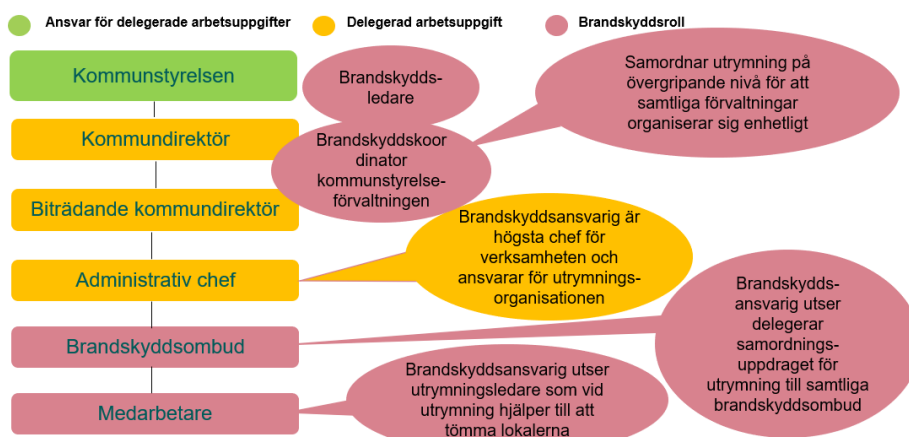 Ansvar för delegerade arbetsuppgifter
Delegerad arbetsuppgift
Brandskyddsroll
Kommunstyrelsen
Brandskydds-
ledare
Samordnar utrymning på
övergripande nivå för att
samtliga förvaltningar
organiserar sig enhetligt
Kommundirektör
Brandskyddskoor
dinator
kommunstyrelse-
förvaltningen
Biträdande kommundirektör
Brandskyddsansvarig är
högsta chef för
verksamheten och
ansvarar för utrymnings-
organisationen
Administrativ chef
Brandskydds-
ansvarig utser
delegerar
samordnings-
uppdraget för
utrymning till samtliga
brandskyddsombud
Brandskyddsombud
Brandskyddsansvarig utser
utrymningsledare som vid
utrymning hjälper till att
tömma lokalerna
Medarbetare